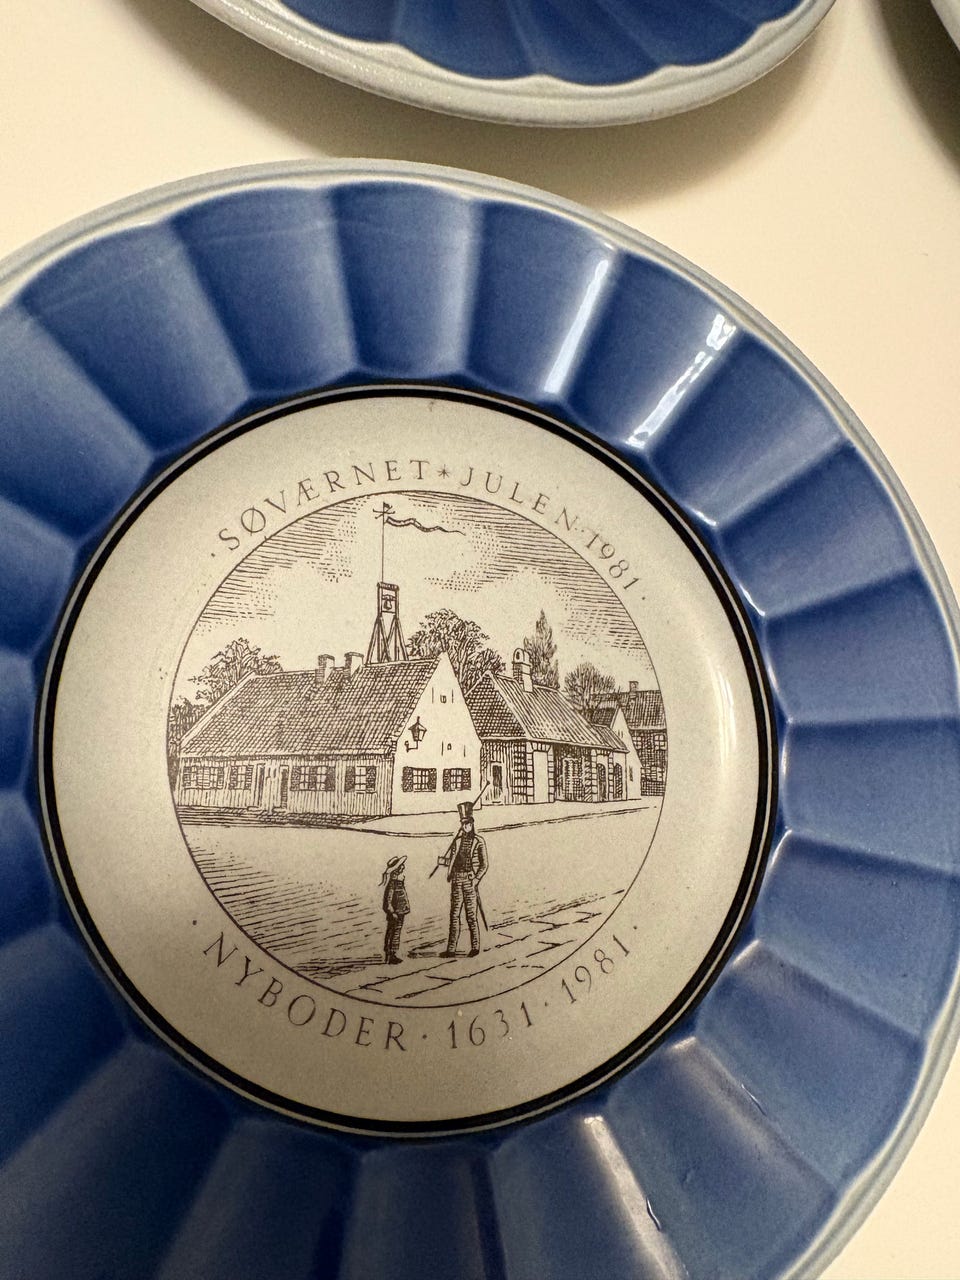 · SØVÆRNET * JULEN · 1981 ·
· NYBODER · 1631 · 1981 ·